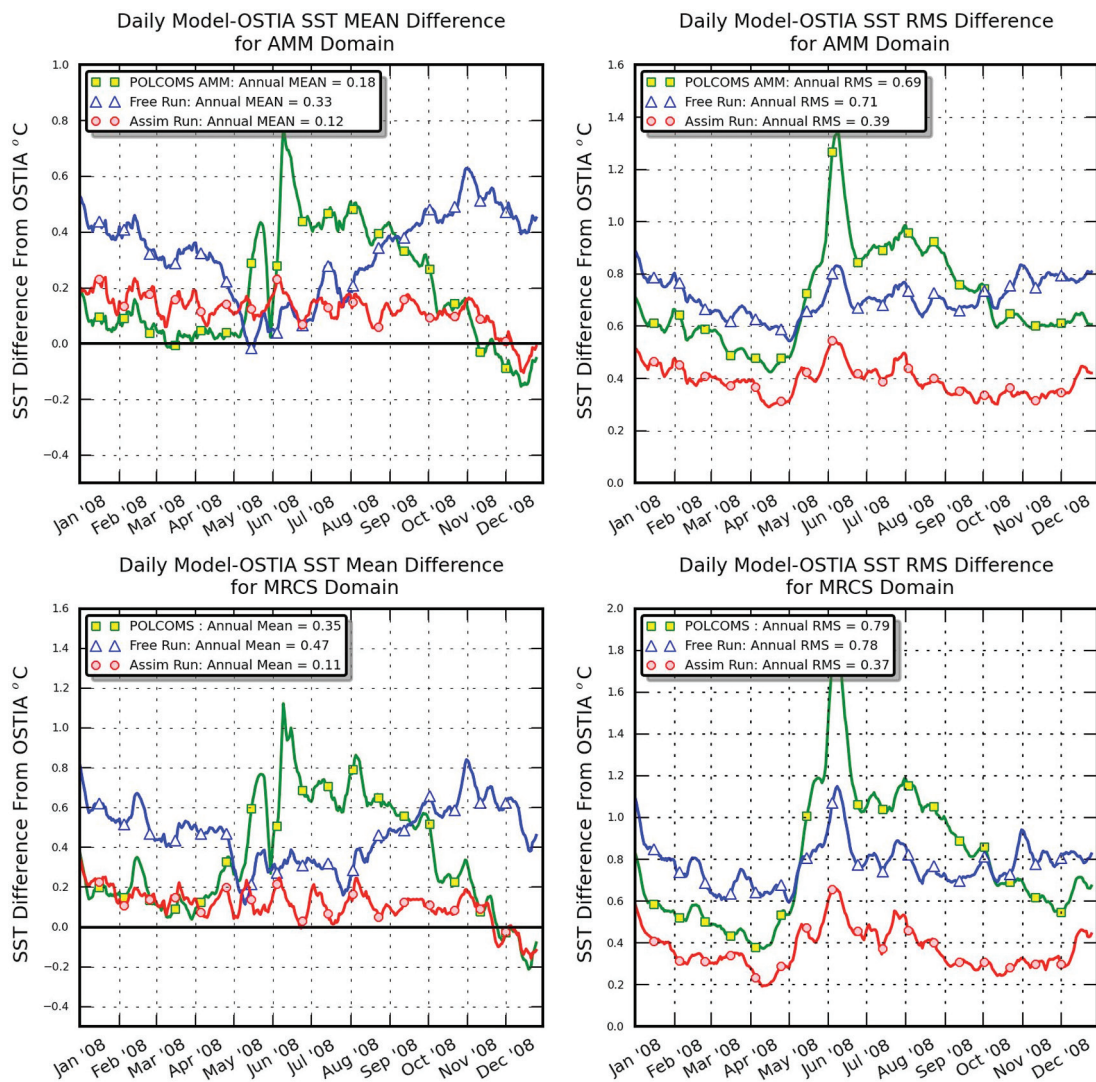 Daily Model-OSTIA SST MEAN Difference
for AMM Domain
SST Difference From OSTIA °C
1.0
0.8
0.6
0.4
0.2
0.0
−0.2
−0.4
POLCOMS AMM: Annual MEAN = 0.18
Free Run: Annual MEAN = 0.33
Assim Run: Annual MEAN = 0.12
Jan '08 Feb '08 Mar '08 Apr '08 May '08 Jun '08 Jul '08 Aug '08 Sep '08 Oct '08 Nov '08 Dec '08
Daily Model-OSTIA SST RMS Difference
for AMM Domain
SST Difference From OSTIA °C
1.6
1.4
1.2
1.0
0.8
0.6
0.4
0.2
0.0
POLCOMS AMM: Annual RMS = 0.69
Free Run: Annual RMS = 0.71
Assim Run: Annual RMS = 0.39
Jan '08 Feb '08 Mar '08 Apr '08 May '08 Jun '08 Jul '08 Aug '08 Sep '08 Oct '08 Nov '08 Dec '08
Daily Model-OSTIA SST Mean Difference
for MRCS Domain
SST Difference From OSTIA °C
1.6
1.4
1.2
1.0
0.8
0.6
0.4
0.2
0.0
−0.2
−0.4
POLCOMS : Annual Mean = 0.35
Free Run: Annual Mean = 0.47
Assim Run: Annual Mean = 0.11
Jan '08 Feb '08 Mar '08 Apr '08 May '08 Jun '08 Jul '08 Aug '08 Sep '08 Oct '08 Nov '08 Dec '08
Daily Model-OSTIA SST RMS Difference
for MRCS Domain
SST Difference From OSTIA °C
2.0
1.8
1.6
1.4
1.2
1.0
0.8
0.6
0.4
0.2
0.0
POLCOMS : Annual RMS = 0.79
Free Run: Annual RMS = 0.78
Assim Run: Annual RMS = 0.37
Jan '08 Feb '08 Mar '08 Apr '08 May '08 Jun '08 Jul '08 Aug '08 Sep '08 Oct '08 Nov '08 Dec '08